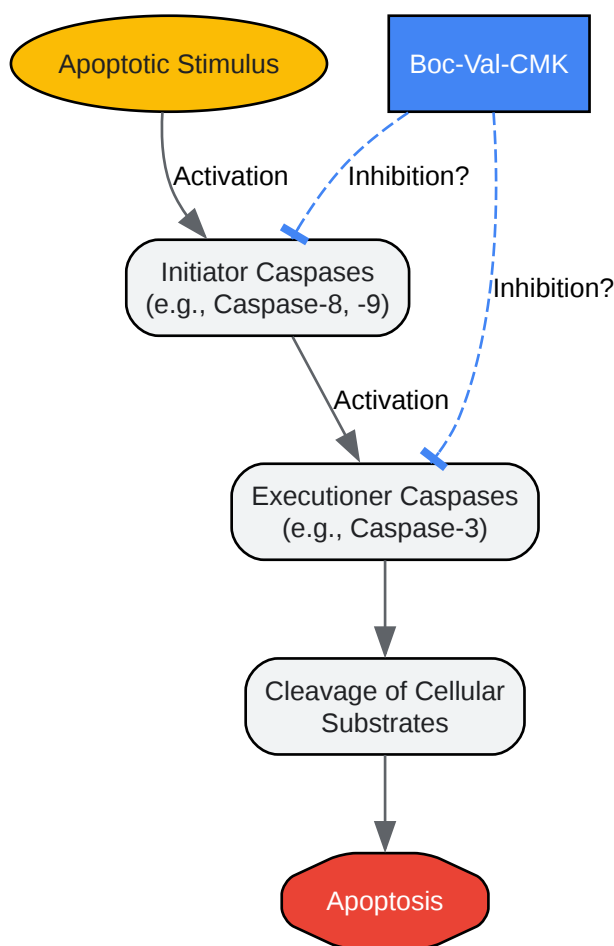 Apoptotic Stimulus
Boc-Val-CMK
Activation
Inhibition?
Initiator Caspases
(e.g., Caspase-8, -9)
Inhibition?
Activation
Executioner Caspases
(e.g., Caspase-3)
Cleavage of Cellular
Substrates
Apoptosis